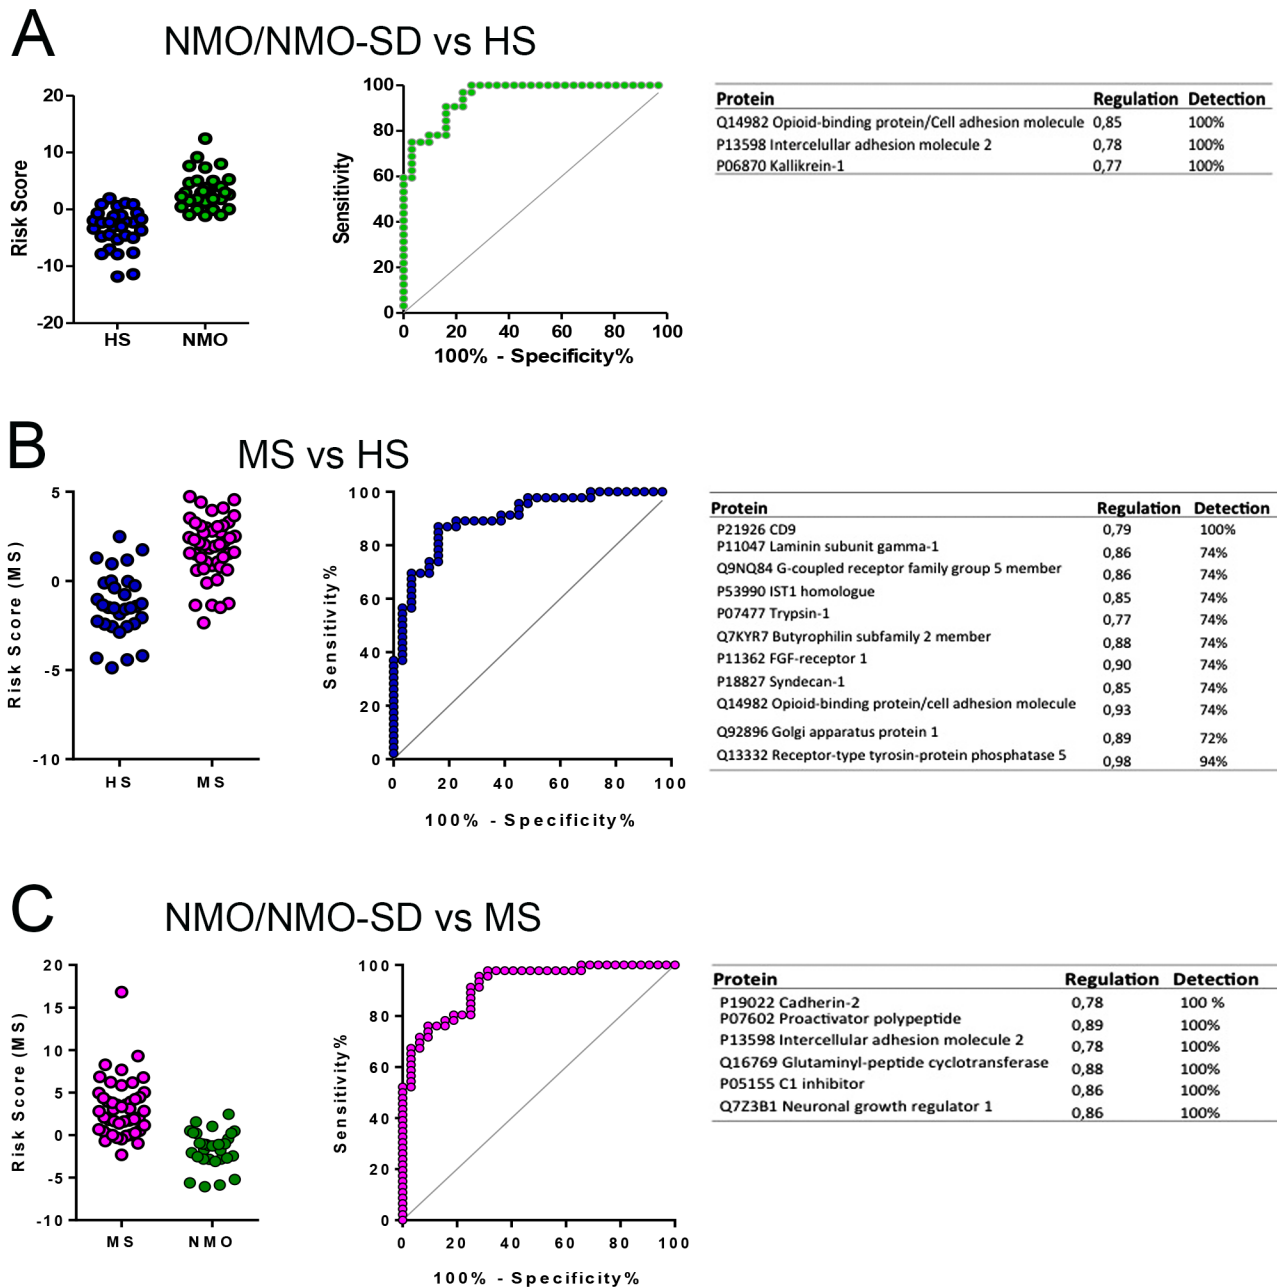 A
NMO/NMO-SD vs HS
20
10
0
-10
-20
Risk Score
HS NMO
100
80
60
40
20
0
Sensitivity
0 20 40 60 80 100
100% - Specificity%
Protein Regulation Detection
Q14982 Opioid-binding protein/Cell adhesion molecule 0,85 100%
P13598 Intercelullar adhesion molecule 2 0,78 100%
P06870 Kallikrein-1 0,77 100%
B
MS vs HS
5
0
-5
-10
Risk Score (MS)
HS MS
100
80
60
40
20
0
Sensitivity%
0 20 40 60 80 100
100% - Specificity%
Protein Regulation Detection
P21926 CD9 0,79 100%
P11047 Laminin subunit gamma-1 0,86 74%
Q9NQ84 G-coupled receptor family group 5 member 0,86 74%
P53990 IST1 homologue 0,85 74%
P07477 Trypsin-1 0,77 74%
Q7KYR7 Butyrophilin subfamily 2 member 0,88 74%
P11362 FGF-receptor 1 0,90 74%
P18827 Syndecan-1 0,85 74%
Q14982 Opioid-binding protein/cell adhesion molecule 0,93 74%
Q92896 Golgi apparatus protein 1 0,89 72%
Q13332 Receptor-type tyrosin-protein phosphatase 5 0,98 94%
C
NMO/NMO-SD vs MS
20
15
10
5
0
-5
-10
Risk Score (MS)
MS NMO
100
80
60
40
20
0
Sensitivity%
0 20 40 60 80 100
100% - Specificity%
Protein Regulation Detection
P19022 Cadherin-2 0,78 100 %
P07602 Proactivator polypeptide 0,89 100%
P13598 Intercellular adhesion molecule 2 0,78 100%
Q16769 Glutaminyl-peptide cyclotransferase 0,88 100%
P05155 C1 inhibitor 0,86 100%
Q7Z3B1 Neuronal growth regulator 1 0,86 100%